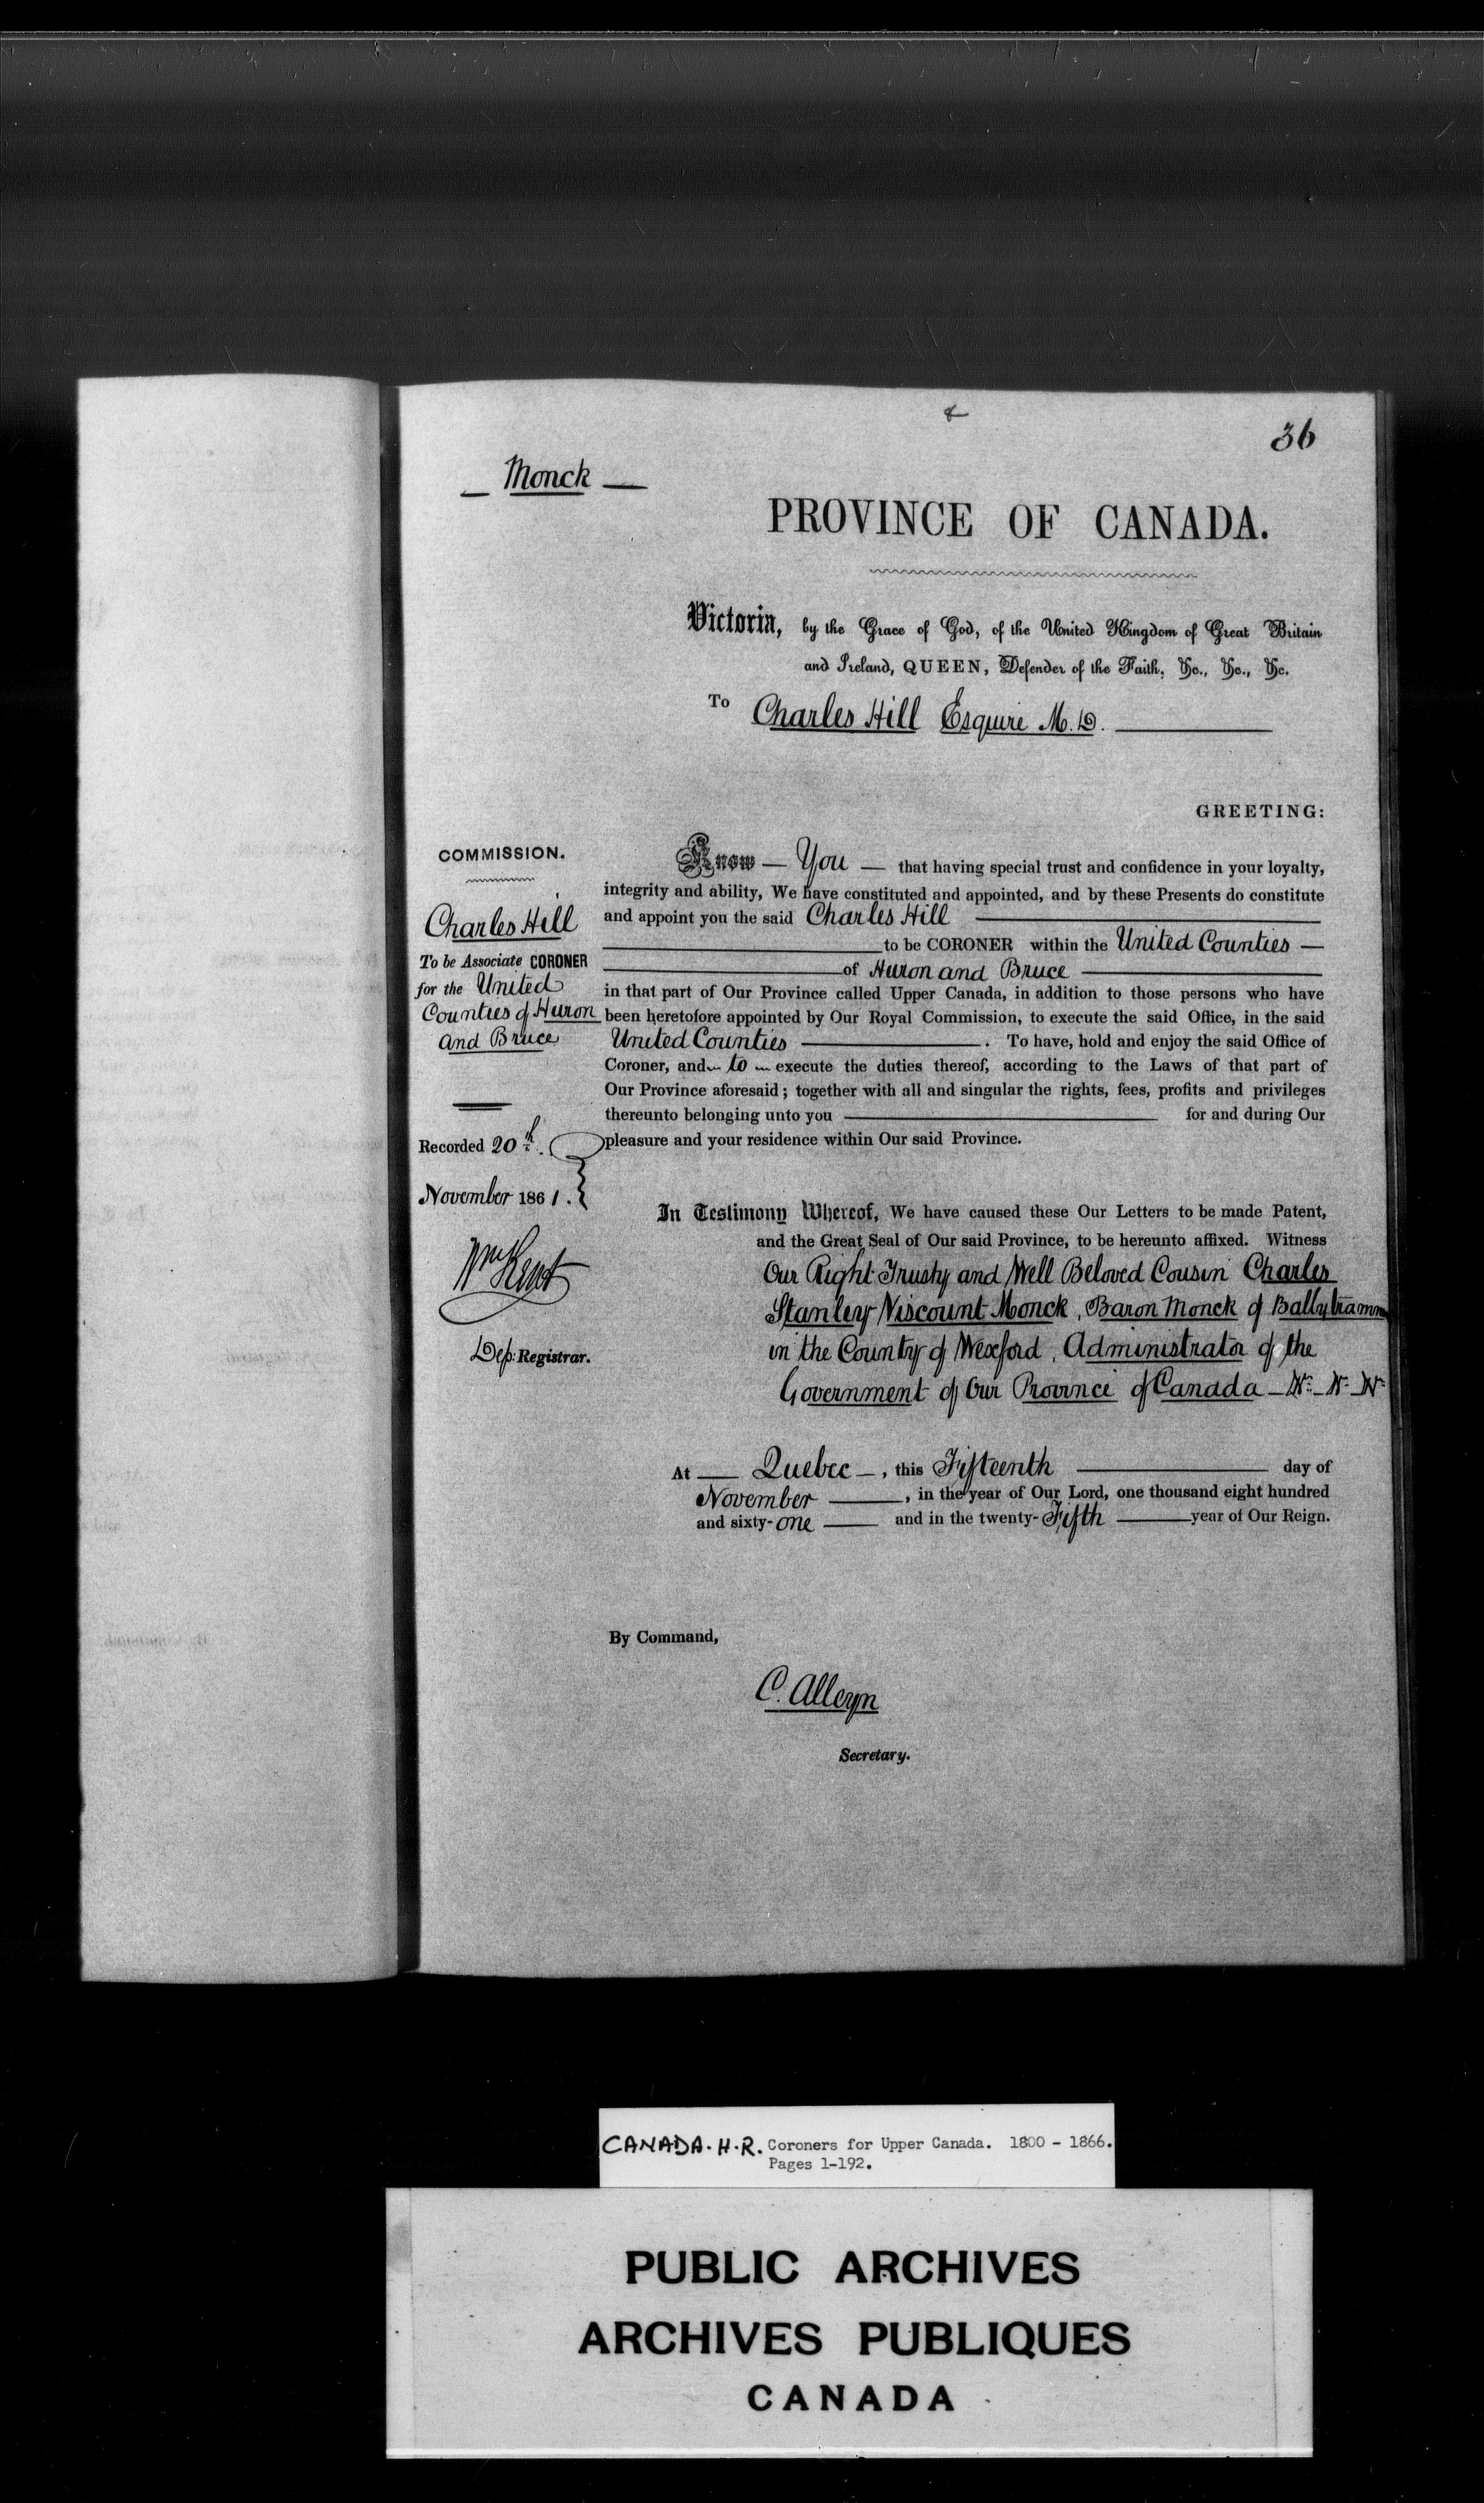 36
Monck
PROVINCE OF CANADA.
Victoria, by the Grace of God, of the United Kingdom of Great Britain
and Ireland, QUEEN, Defender of the Faith, &c., &c., &c.
To Charles Hill Esquire M.D.
GREETING:
COMMISSION.
Charles Hill
To be Associate CORONER
for the United
Counties of Huron
and Bruce
Recorded 20th.
November 1861.
Wm Kent
Dep: Registrar.
Know You that having special trust and confidence in your loyalty,
integrity and ability, We have constituted and appointed, and by these Presents do constitute
and appoint you the said Charles Hill
to be CORONER within the United Counties
of Huron and Bruce
in that part of Our Province called Upper Canada, in addition to those persons who have
been heretofore appointed by Our Royal Commission, to execute the said Office, in the said
United Counties . To have, hold and enjoy the said Office of
Coroner, and to execute the duties thereof, according to the Laws of that part of
Our Province aforesaid; together with all and singular the rights, fees, profits and privileges
thereunto belonging unto you for and during Our
pleasure and your residence within Our said Province.
In Testimony Whereof, We have caused these Our Letters to be made Patent,
and the Great Seal of Our said Province, to be hereunto affixed. Witness
Our Right Trusty and Well Beloved Cousin Charles
Stanley Viscount Monck, Baron Monck of Ballytramm
in the County of Wexford, Administrator of the
Government of Our Province of Canada &c. &c. &c.
At Quebec, this Fifteenth day of
November, in the year of Our Lord, one thousand eight hundred
and sixty-one and in the twenty-Fifth year of Our Reign.
By Command,
C. Alleyn
Secretary.
CANADA. H.R. Coroners for Upper Canada. 1800 - 1866.
Pages 1-192.
PUBLIC ARCHIVES
ARCHIVES PUBLIQUES
CANADA